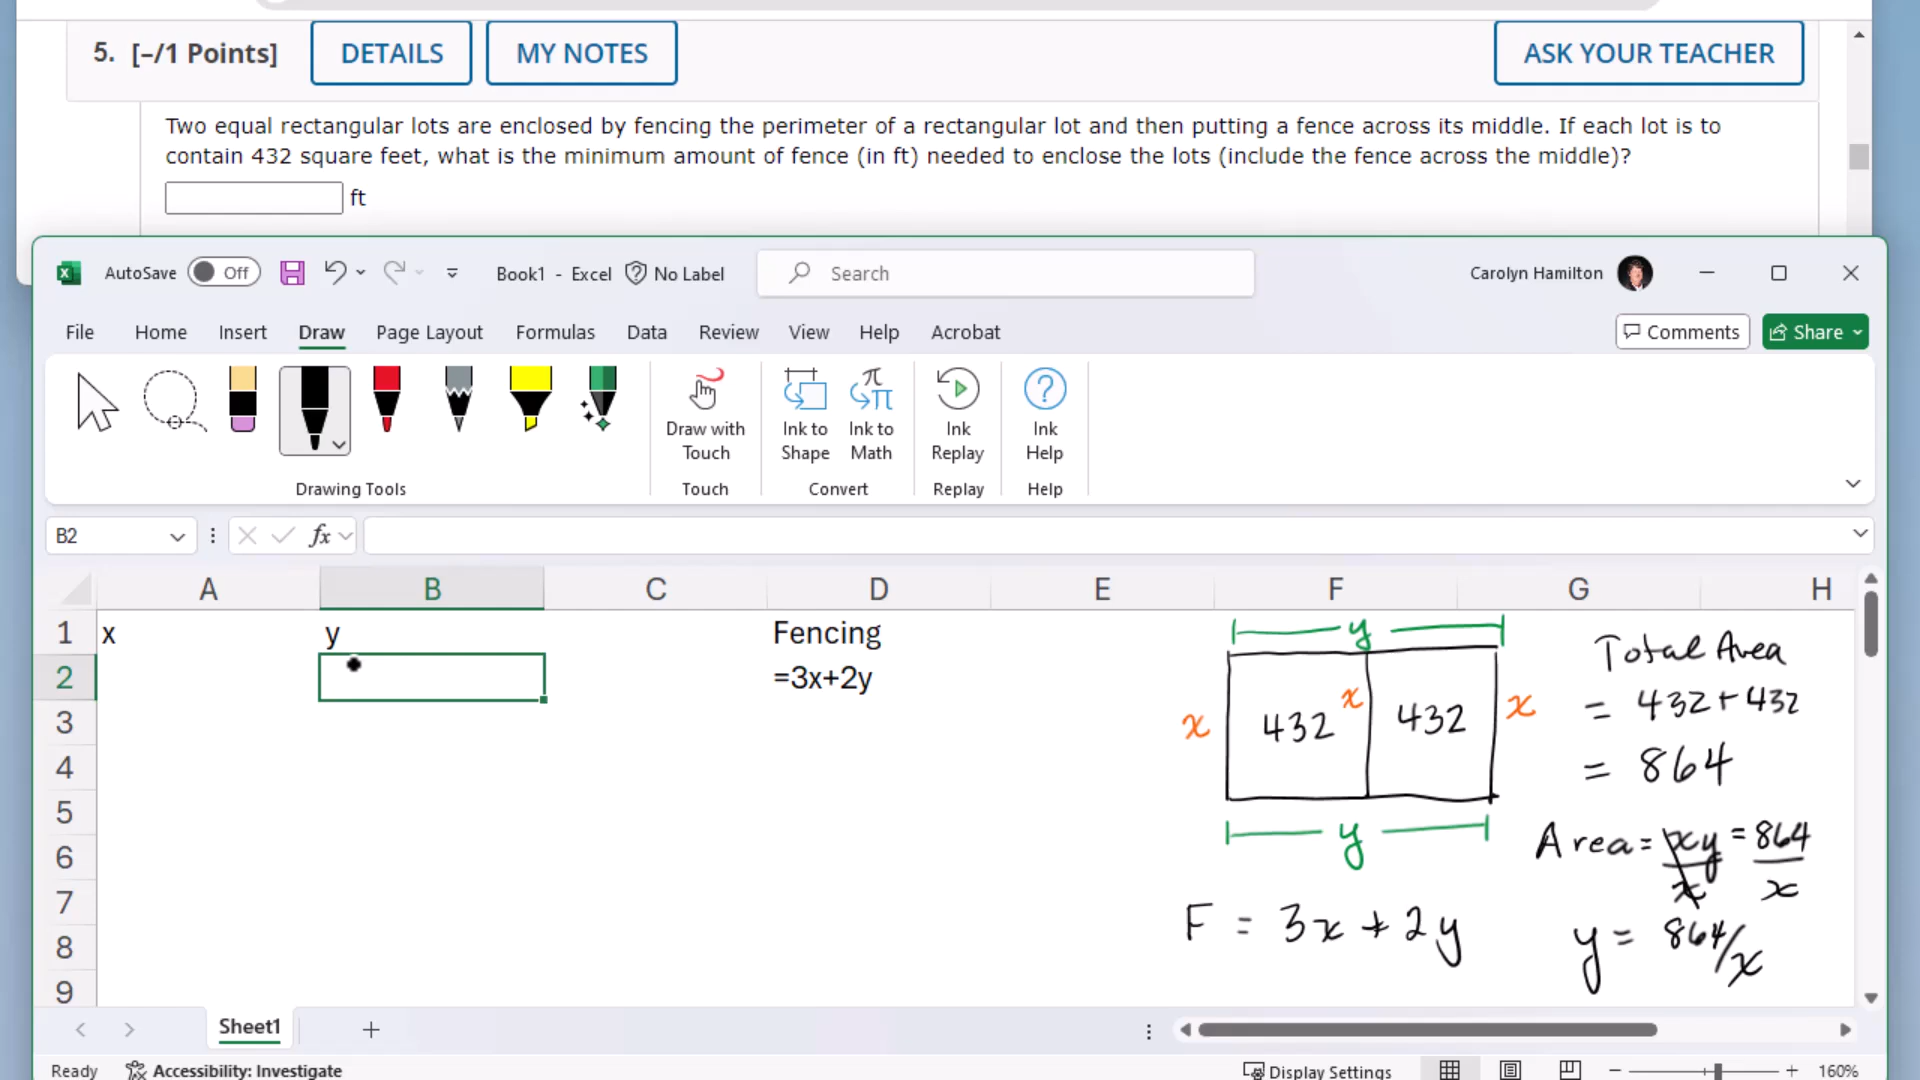 5. [–/1 Points] DETAILS MY NOTES ASK YOUR TEACHER
Two equal rectangular lots are enclosed by fencing the perimeter of a rectangular lot and then putting a fence across its middle. If each lot is to
contain 432 square feet, what is the minimum amount of fence (in ft) needed to enclose the lots (include the fence across the middle)?
ft
AutoSave Off Book1 - Excel No Label Search Carolyn Hamilton
File Home Insert Draw Page Layout Formulas Data Review View Help Acrobat Comments Share
Draw with Touch
Ink to Shape
Ink to Math
Ink Replay
Ink Help
Drawing Tools Touch Convert Replay Help
B2 fx
A B C D E F G H
1 x y Fencing
2 =3x+2y
3
4
5
6
7
8
9
y
x 432 x 432 x
y
F = 3x + 2y
Total Area
= 432 + 432
= 864
Area = xy = 864
x x
y = 864/x
Sheet1
Ready Accessibility: Investigate Display Settings 160%